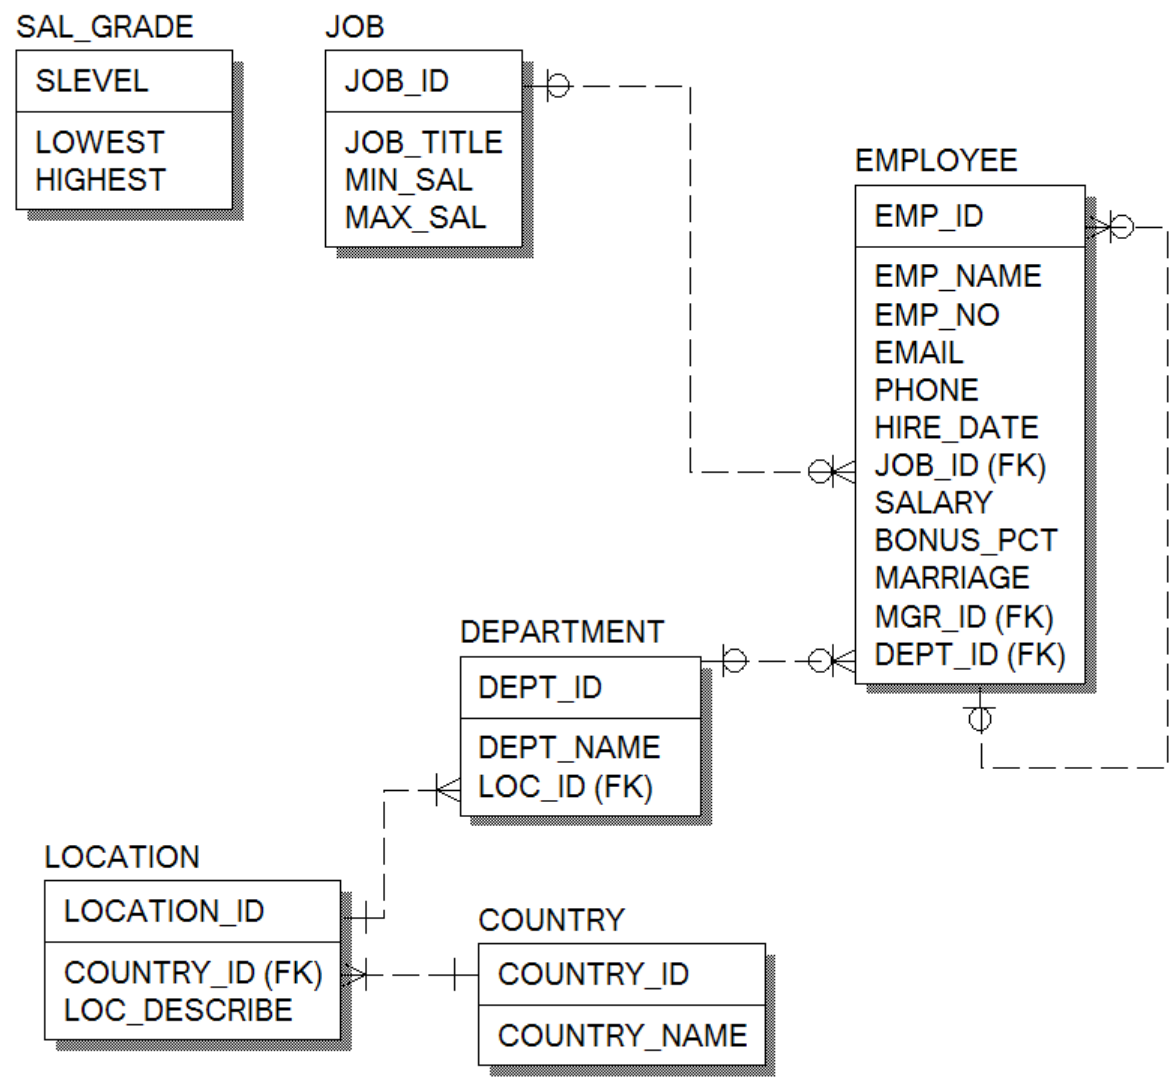 SAL_GRADE
SLEVEL
LOWEST
HIGHEST
JOB
JOB_ID
JOB_TITLE
MIN_SAL
MAX_SAL
EMPLOYEE
EMP_ID
EMP_NAME
EMP_NO
EMAIL
PHONE
HIRE_DATE
JOB_ID (FK)
SALARY
BONUS_PCT
MARRIAGE
MGR_ID (FK)
DEPT_ID (FK)
DEPARTMENT
DEPT_ID
DEPT_NAME
LOC_ID (FK)
LOCATION
LOCATION_ID
COUNTRY_ID (FK)
LOC_DESCRIBE
COUNTRY
COUNTRY_ID
COUNTRY_NAME